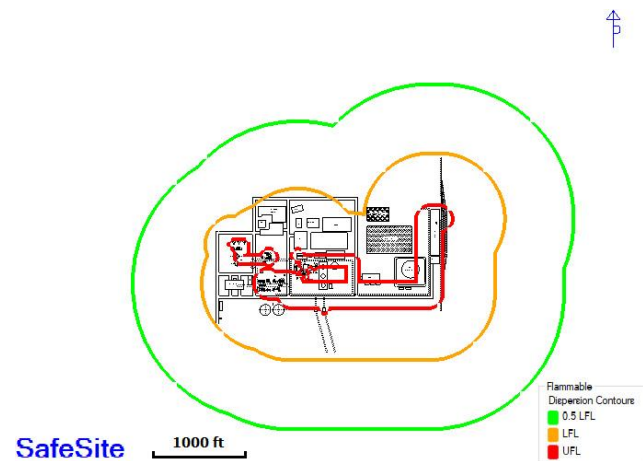 Flammable
Dispersion Contours
0.5 LFL
LFL
UFL
SafeSite
1000 ft